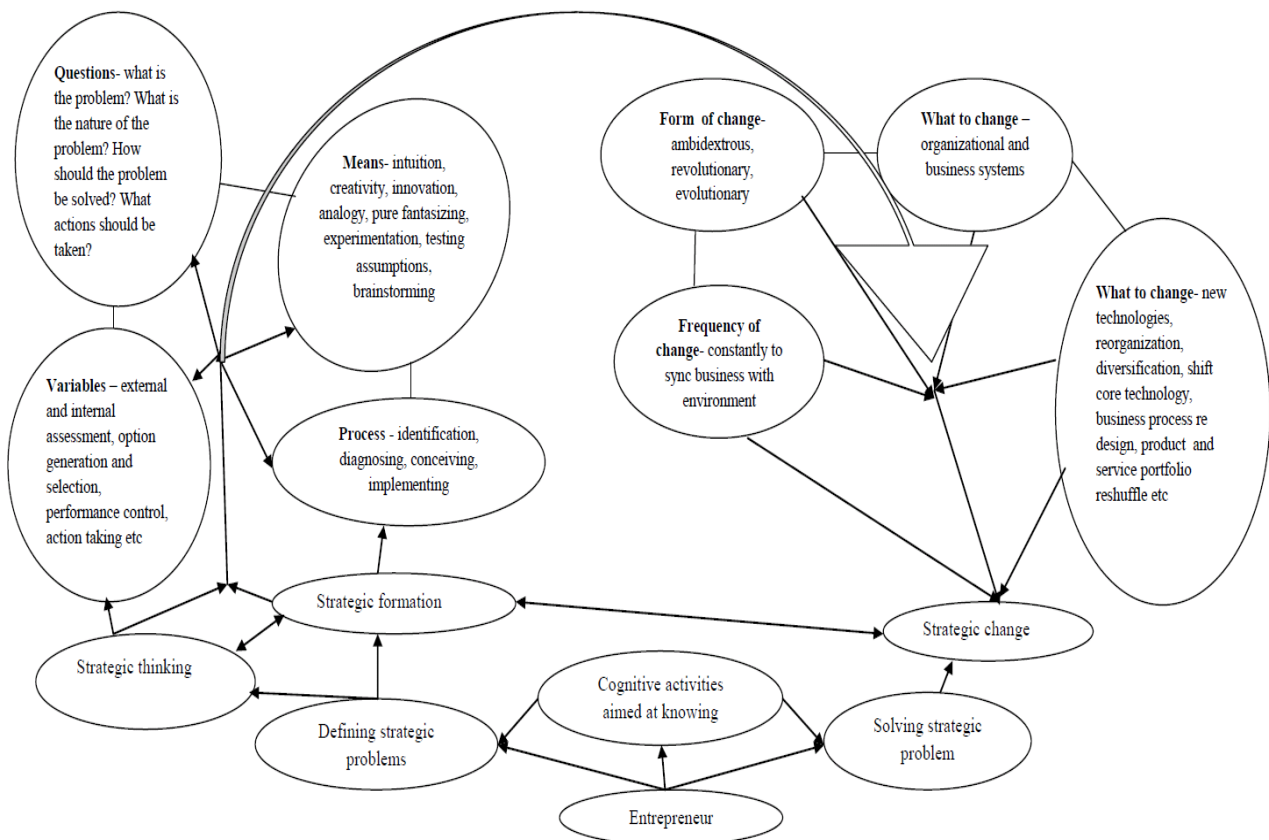 Questions- what is
the problem? What is
the nature of the
problem? How
should the problem
be solved? What
actions should be
taken?
Means- intuition,
creativity, innovation,
analogy, pure fantasizing,
experimentation, testing
assumptions,
brainstorming
Form of change-
ambidextrous,
revolutionary,
evolutionary
What to change –
organizational and
business systems
Variables – external
and internal
assessment, option
generation and
selection,
performance control,
action taking etc
Process - identification,
diagnosing, conceiving,
implementing
Frequency of
change- constantly to
sync business with
environment
What to change- new
technologies,
reorganization,
diversification, shift
core technology,
business process re
design, product and
service portfolio
reshuffle etc
Strategic formation
Strategic change
Strategic thinking
Cognitive activities
aimed at knowing
Defining strategic
problems
Solving strategic
problem
Entrepreneur